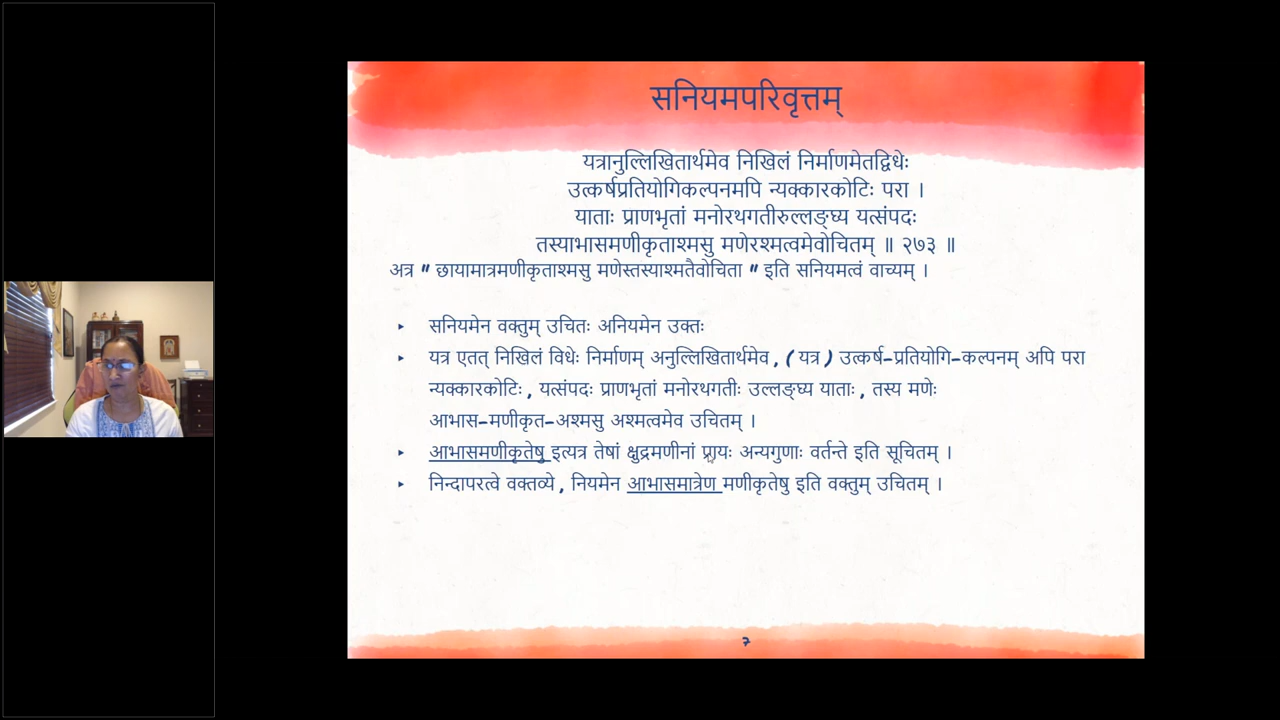 सनियमपरिवृत्तम्
यत्रानुल्लिखितार्थमेव निखिलं निर्माणमेतद्विधेः
उत्कर्षप्रतियोगिकल्पनमपि न्यक्कारकोटिः परा ।
याताः प्राणभृतां मनोरथगतीरुल्लङ्घ्य यत्संपदः
तस्याभासमणीकृताश्मसु मणेरश्मत्वमेवोचितम् ॥ २७३ ॥
अत्र " छायामात्रमणीकृताश्मसु मणेस्तस्याश्मतैवोचिता " इति सनियमत्वं वाच्यम् ।
‣ सनियमेन वक्तुम् उचितः अनियमेन उक्तः
‣ यत्र एतत् निखिलं विधेः निर्माणम् अनुल्लिखितार्थमेव , ( यत्र ) उत्कर्ष-प्रतियोगि-कल्पनम् अपि परा
न्यक्कारकोटिः , यत्संपदः प्राणभृतां मनोरथगतीः उल्लङ्घ्य याताः , तस्य मणेः
आभास-मणीकृत-अश्मसु अश्मत्वमेव उचितम् ।
‣ आभासमणीकृतेषु इत्यत्र तेषां क्षुद्रमणीनां प्रायः अन्यगुणाः वर्तन्ते इति सूचितम् ।
‣ निन्दापरत्वे वक्तव्ये , नियमेन आभासमात्रेण मणीकृतेषु इति वक्तुम् उचितम् ।
७